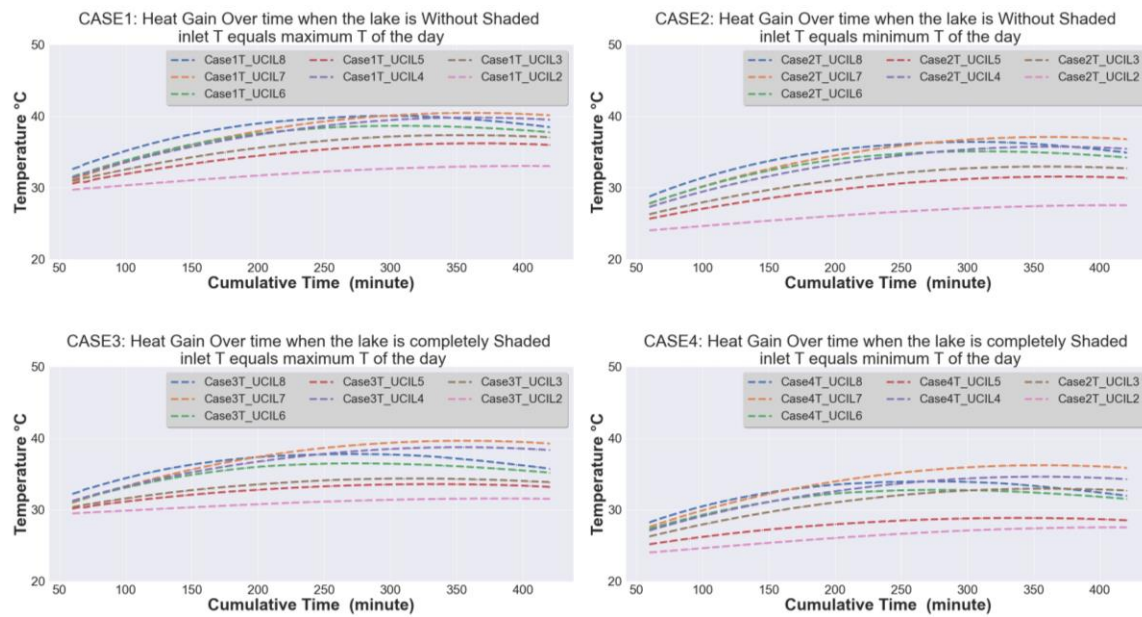 CASE1: Heat Gain Over time when the lake is Without Shaded
inlet T equals maximum T of the day
50
40
30
20
Temperature °C
Case1T_UCIL8 Case1T_UCIL5 Case1T_UCIL3
Case1T_UCIL7 Case1T_UCIL4 Case1T_UCIL2
Case1T_UCIL6
50 100 150 200 250 300 350 400
Cumulative Time (minute)
CASE2: Heat Gain Over time when the lake is Without Shaded
inlet T equals minimum T of the day
50
40
30
20
Temperature °C
Case2T_UCIL8 Case2T_UCIL5 Case2T_UCIL3
Case2T_UCIL7 Case2T_UCIL4 Case2T_UCIL2
Case2T_UCIL6
50 100 150 200 250 300 350 400
Cumulative Time (minute)
CASE3: Heat Gain Over time when the lake is completely Shaded
inlet T equals maximum T of the day
50
40
30
20
Temperature °C
Case3T_UCIL8 Case3T_UCIL5 Case3T_UCIL3
Case3T_UCIL7 Case3T_UCIL4 Case3T_UCIL2
Case3T_UCIL6
50 100 150 200 250 300 350 400
Cumulative Time (minute)
CASE4: Heat Gain Over time when the lake is completely Shaded
inlet T equals minimum T of the day
50
40
30
20
Temperature °C
Case4T_UCIL8 Case4T_UCIL5 Case2T_UCIL3
Case4T_UCIL7 Case4T_UCIL4 Case2T_UCIL2
Case4T_UCIL6
50 100 150 200 250 300 350 400
Cumulative Time (minute)